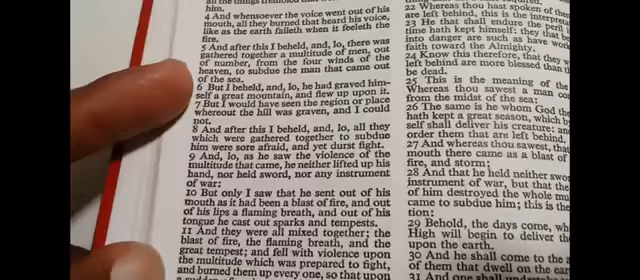 him.
4 And whensoever the voice went out of his
mouth, all they burned that heard his voice,
like as the earth faileth when it feeleth the
fire.
5 And after this I beheld, and, lo, there was
gathered together a multitude of men, out
of number, from the four winds of the
heaven, to subdue the man that came out
of the sea.
6 But I beheld, and, lo, he had graved him-
self a great mountain, and flew up upon it.
7 But I would have seen the region or place
whereout the hill was graven, and I could
not.
8 And after this I beheld, and, lo, all they
which were gathered together to subdue
him were sore afraid, and yet durst fight.
9 And, lo, as he saw the violence of the
multitude that came, he neither lifted up his
hand, nor held sword, nor any instrument
of war:
10 But only I saw that he sent out of his
mouth as it had been a blast of fire, and out
of his lips a flaming breath, and out of his
tongue he cast out sparks and tempests.
11 And they were all mixed together; the
blast of fire, the flaming breath, and the
great tempest; and fell with violence upon
the multitude which was prepared to fight,
and burned them up every one, so that upon
22 Whereas thou hast spoken of
are left behind, this is the
23 He that shall endure the peril
time hath kept himself: they that
into danger are such as have
faith toward the Almighty.
24 Know this therefore, that they
left behind are more blessed than
be dead.
25 This is the meaning of the
Whereas thou sawest a man
from the midst of the sea:
26 The same is he whom God the
hath kept a great season, which
self shall deliver his creature: and
order them that are left behind.
27 And whereas thou sawest, that
mouth there came as a blast of
fire, and storm;
28 And that he held neither
instrument of war, but that the
of him destroyed the whole
came to subdue him; this is the
tion:
29 Behold, the days come,
High will begin to deliver
upon the earth.
30 And he shall come to the
of them that dwell on the
31 And one shall